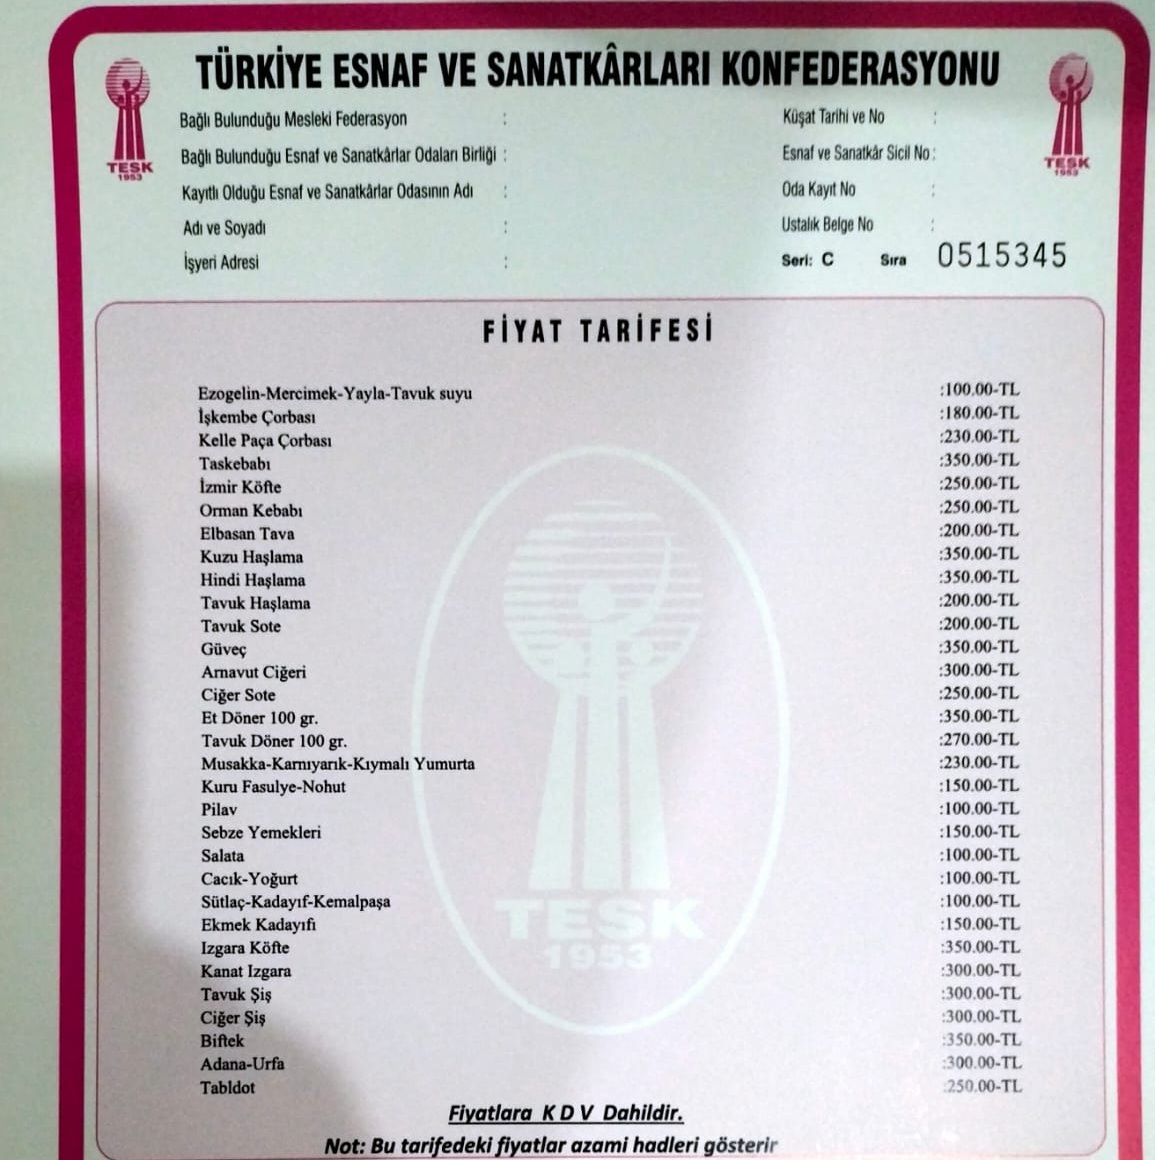 TÜRKİYE ESNAF VE SANATKÂRLARI KONFEDERASYONU
TESK
1953
TESK
1953
Bağlı Bulunduğu Mesleki Federasyon :
Küşat Tarihi ve No :
Bağlı Bulunduğu Esnaf ve Sanatkârlar Odaları Birliği :
Esnaf ve Sanatkâr Sicil No :
Kayıtlı Olduğu Esnaf ve Sanatkârlar Odasının Adı :
Oda Kayıt No :
Adı ve Soyadı :
Ustalık Belge No :
İşyeri Adresi :
Seri: C Sıra 0515345
FİYAT TARİFESİ
Ezogelin-Mercimek-Yayla-Tavuk suyu :100.00-TL
İşkembe Çorbası :180.00-TL
Kelle Paça Çorbası :230.00-TL
Taskebabı :350.00-TL
İzmir Köfte :250.00-TL
Orman Kebabı :250.00-TL
Elbasan Tava :200.00-TL
Kuzu Haşlama :350.00-TL
Hindi Haşlama :350.00-TL
Tavuk Haşlama :200.00-TL
Tavuk Sote :200.00-TL
Güveç :350.00-TL
Arnavut Ciğeri :300.00-TL
Ciğer Sote :250.00-TL
Et Döner 100 gr. :350.00-TL
Tavuk Döner 100 gr. :270.00-TL
Musakka-Karnıyarık-Kıymalı Yumurta :230.00-TL
Kuru Fasulye-Nohut :150.00-TL
Pilav :100.00-TL
Sebze Yemekleri :150.00-TL
Salata :100.00-TL
Cacık-Yoğurt :100.00-TL
Sütlaç-Kadayıf-Kemalpaşa :100.00-TL
Ekmek Kadayıfi :150.00-TL
Izgara Köfte :350.00-TL
Kanat Izgara :300.00-TL
Tavuk Şiş :300.00-TL
Ciğer Şiş :300.00-TL
Biftek :350.00-TL
Adana-Urfa :300.00-TL
Tabldot :250.00-TL
TESK
1953
Fiyatlara K D V Dahildir.
Not: Bu tarifedeki fiyatlar azami hadleri gösterir